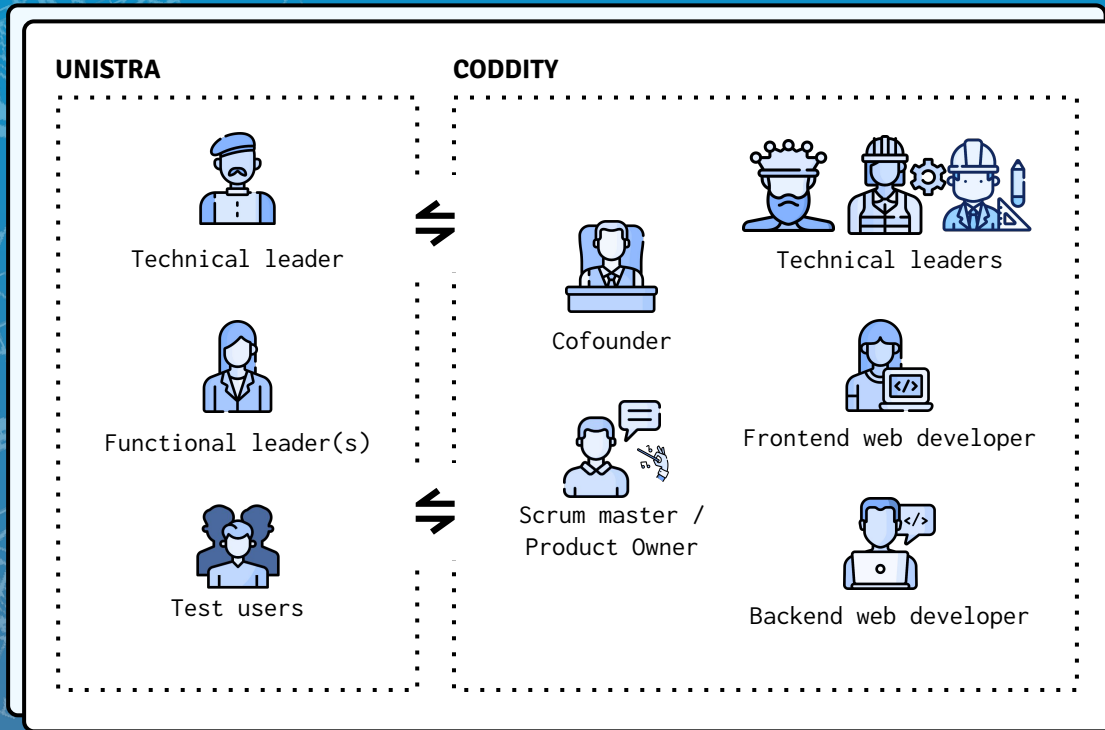 UNISTRA
Technical leader
Functional leader(s)
Test users
CODDITY
Cofounder
Scrum master /
Product Owner
Technical leaders
</>
Frontend web developer
</>
Backend web developer